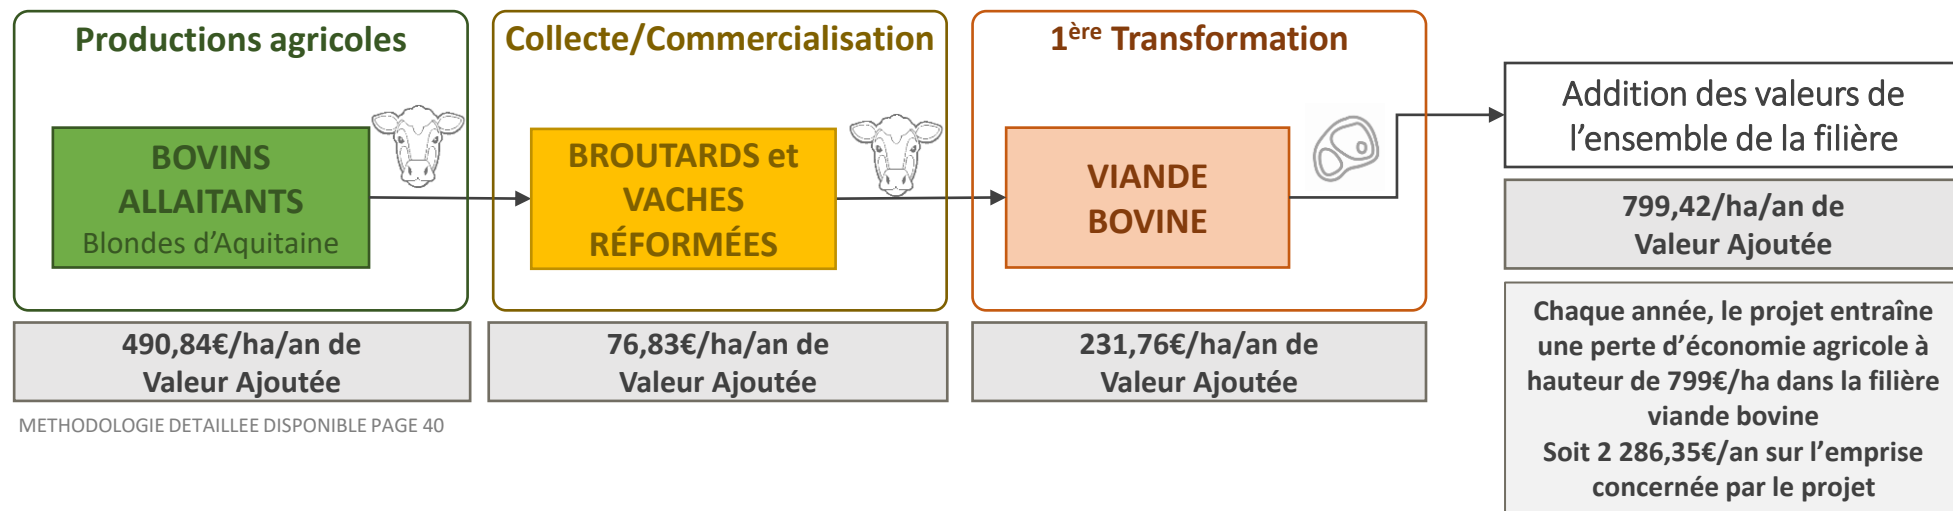 Productions agricoles
BOVINS
ALLAITANTS
Blondes d'Aquitaine
490,84€/ha/an de
Valeur Ajoutée
Collecte/Commercialisation
BROUTARDS et
VACHES
RÉFORMÉES
76,83€/ha/an de
Valeur Ajoutée
1ère Transformation
VIANDE
BOVINE
231,76€/ha/an de
Valeur Ajoutée
Addition des valeurs de
l'ensemble de la filière
799,42/ha/an de
Valeur Ajoutée
Chaque année, le projet entraîne
une perte d'économie agricole à
hauteur de 799€/ha dans la filière
viande bovine
Soit 2 286,35€/an sur l'emprise
concernée par le projet
METHODOLOGIE DETAILLEE DISPONIBLE PAGE 40